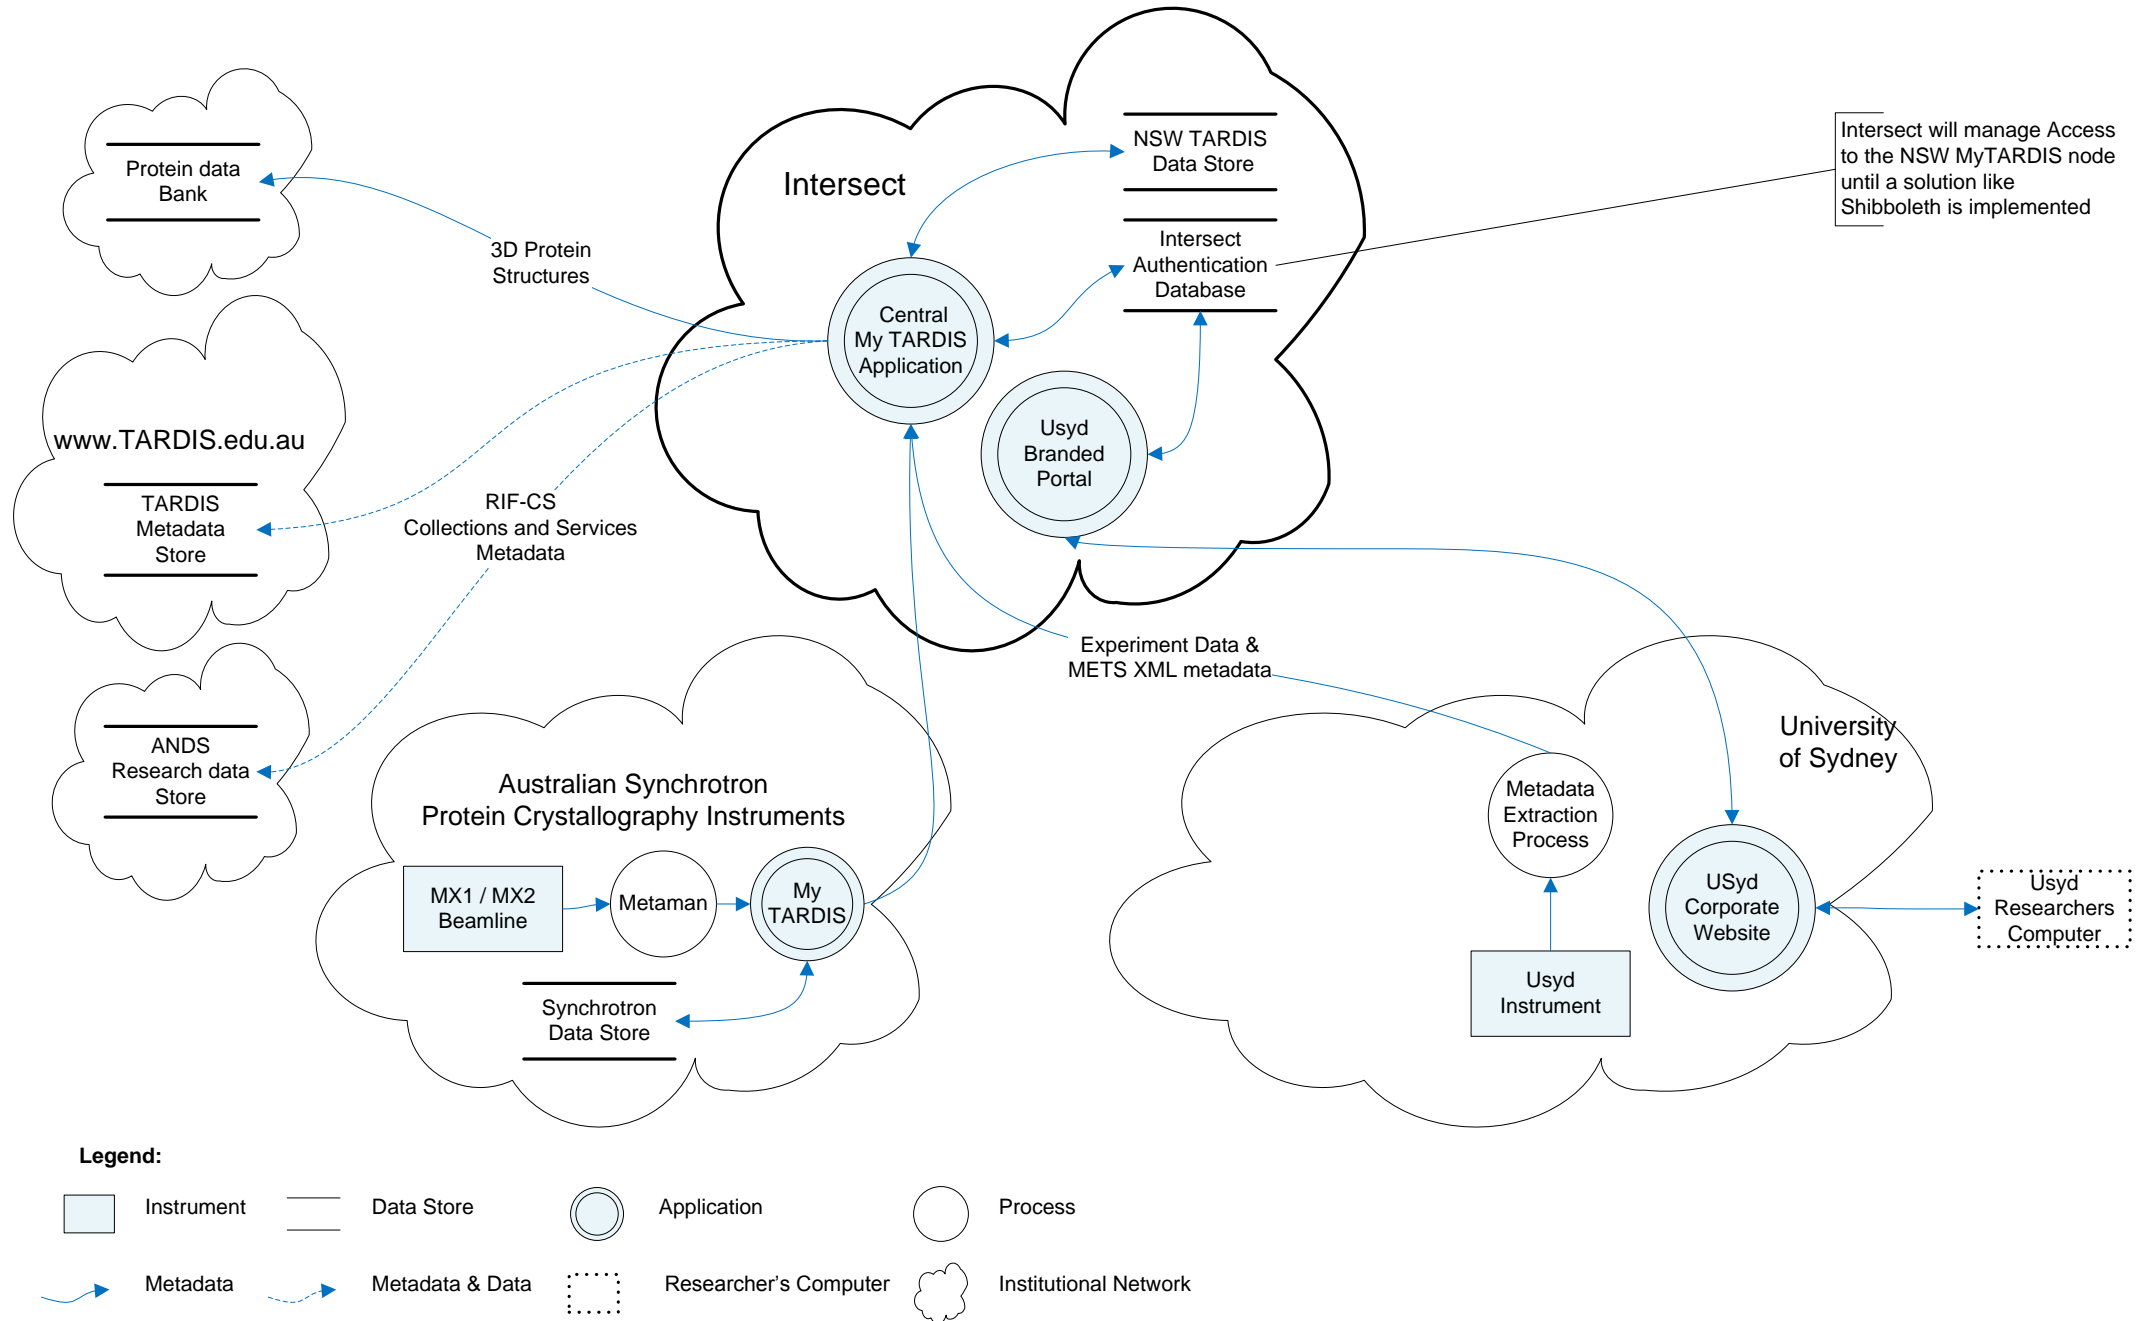 Protein data
Bank
3D Protein
Structures
www.TARDIS.edu.au
TARDIS
Metadata
Store
ANDS
Research data
Store
RIF-CS
Collections and Services
Metadata
Intersect
NSW TARDIS
Data Store
Intersect
Authentication
Database
Central
My TARDIS
Application
Usyd
Branded
Portal
Intersect will manage Access
to the NSW MyTARDIS node
until a solution like
Shibboleth is implemented
Experiment Data &
METS XML metadata
Australian Synchrotron
Protein Crystallography Instruments
MX1 / MX2
Beamline
Metaman
My
TARDIS
Synchrotron
Data Store
University
of Sydney
Metadata
Extraction
Process
USyd
Corporate
Website
Usyd
Instrument
Usyd
Researchers
Computer
Legend:
Instrument
Data Store
Application
Process
Metadata
Metadata & Data
Researcher’s Computer
Institutional Network